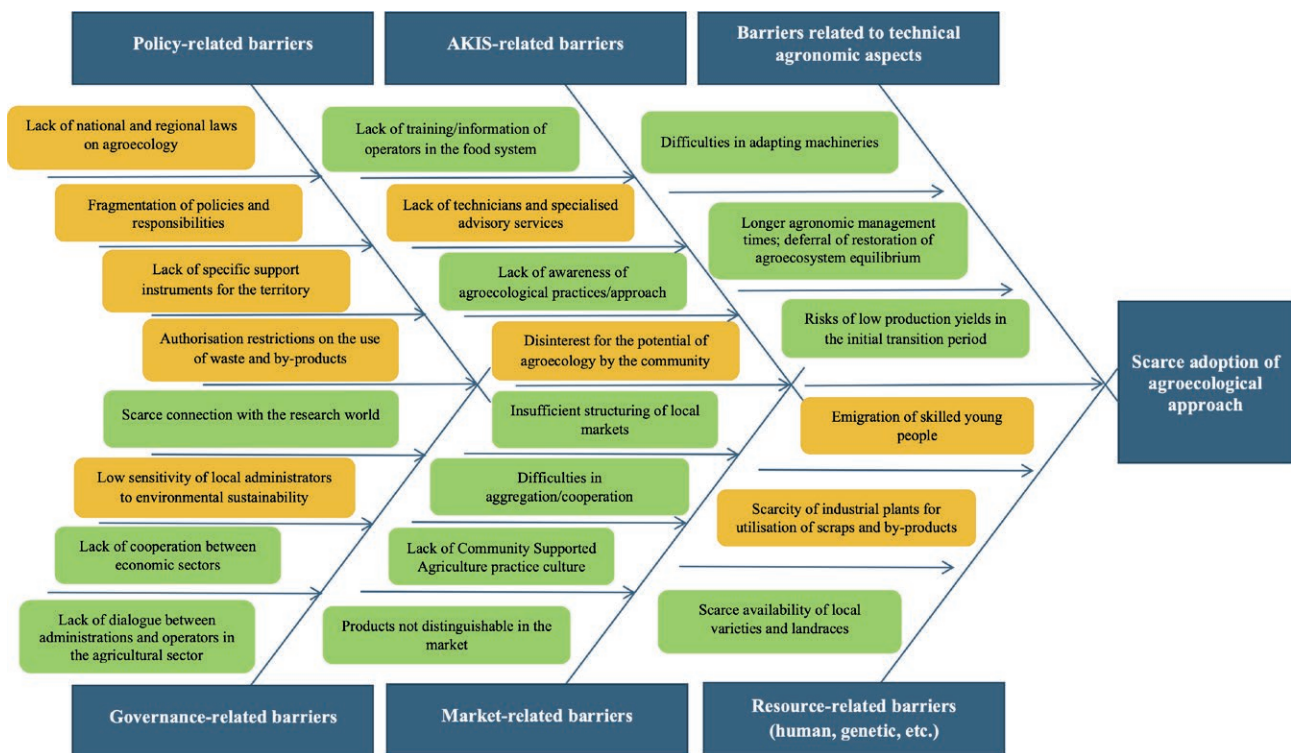 Policy-related barriers
AKIS-related barriers
Barriers related to technical
agronomic aspects
Lack of national and regional laws
on agroecology
Fragmentation of policies and
responsibilities
Lack of specific support
instruments for the territory
Authorisation restrictions on the use
of waste and by-products
Lack of training/information of
operators in the food system
Lack of technicians and specialised
advisory services
Lack of awareness of
agroecological practices/approach
Disinterest for the potential of
agroecology by the community
Difficulties in adapting machineries
Longer agronomic management
times; deferral of restoration of
agroecosystem equilibrium
Risks of low production yields in
the initial transition period
Scarce adoption of
agroecological
approach
Scarce connection with the research
world
Low sensitivity of local administrators
to environmental sustainability
Lack of cooperation between
economic sectors
Lack of dialogue between
administrations and operators in
the agricultural sector
Insufficient structuring of local
markets
Difficulties in
aggregation/cooperation
Lack of Community Supported
Agriculture practice culture
Products not distinguishable in the
market
Emigration of skilled young
people
Scarcity of industrial plants for
utilisation of scraps and by-products
Scarce availability of local
varieties and landraces
Governance-related barriers
Market-related barriers
Resource-related barriers
(human, genetic, etc.)